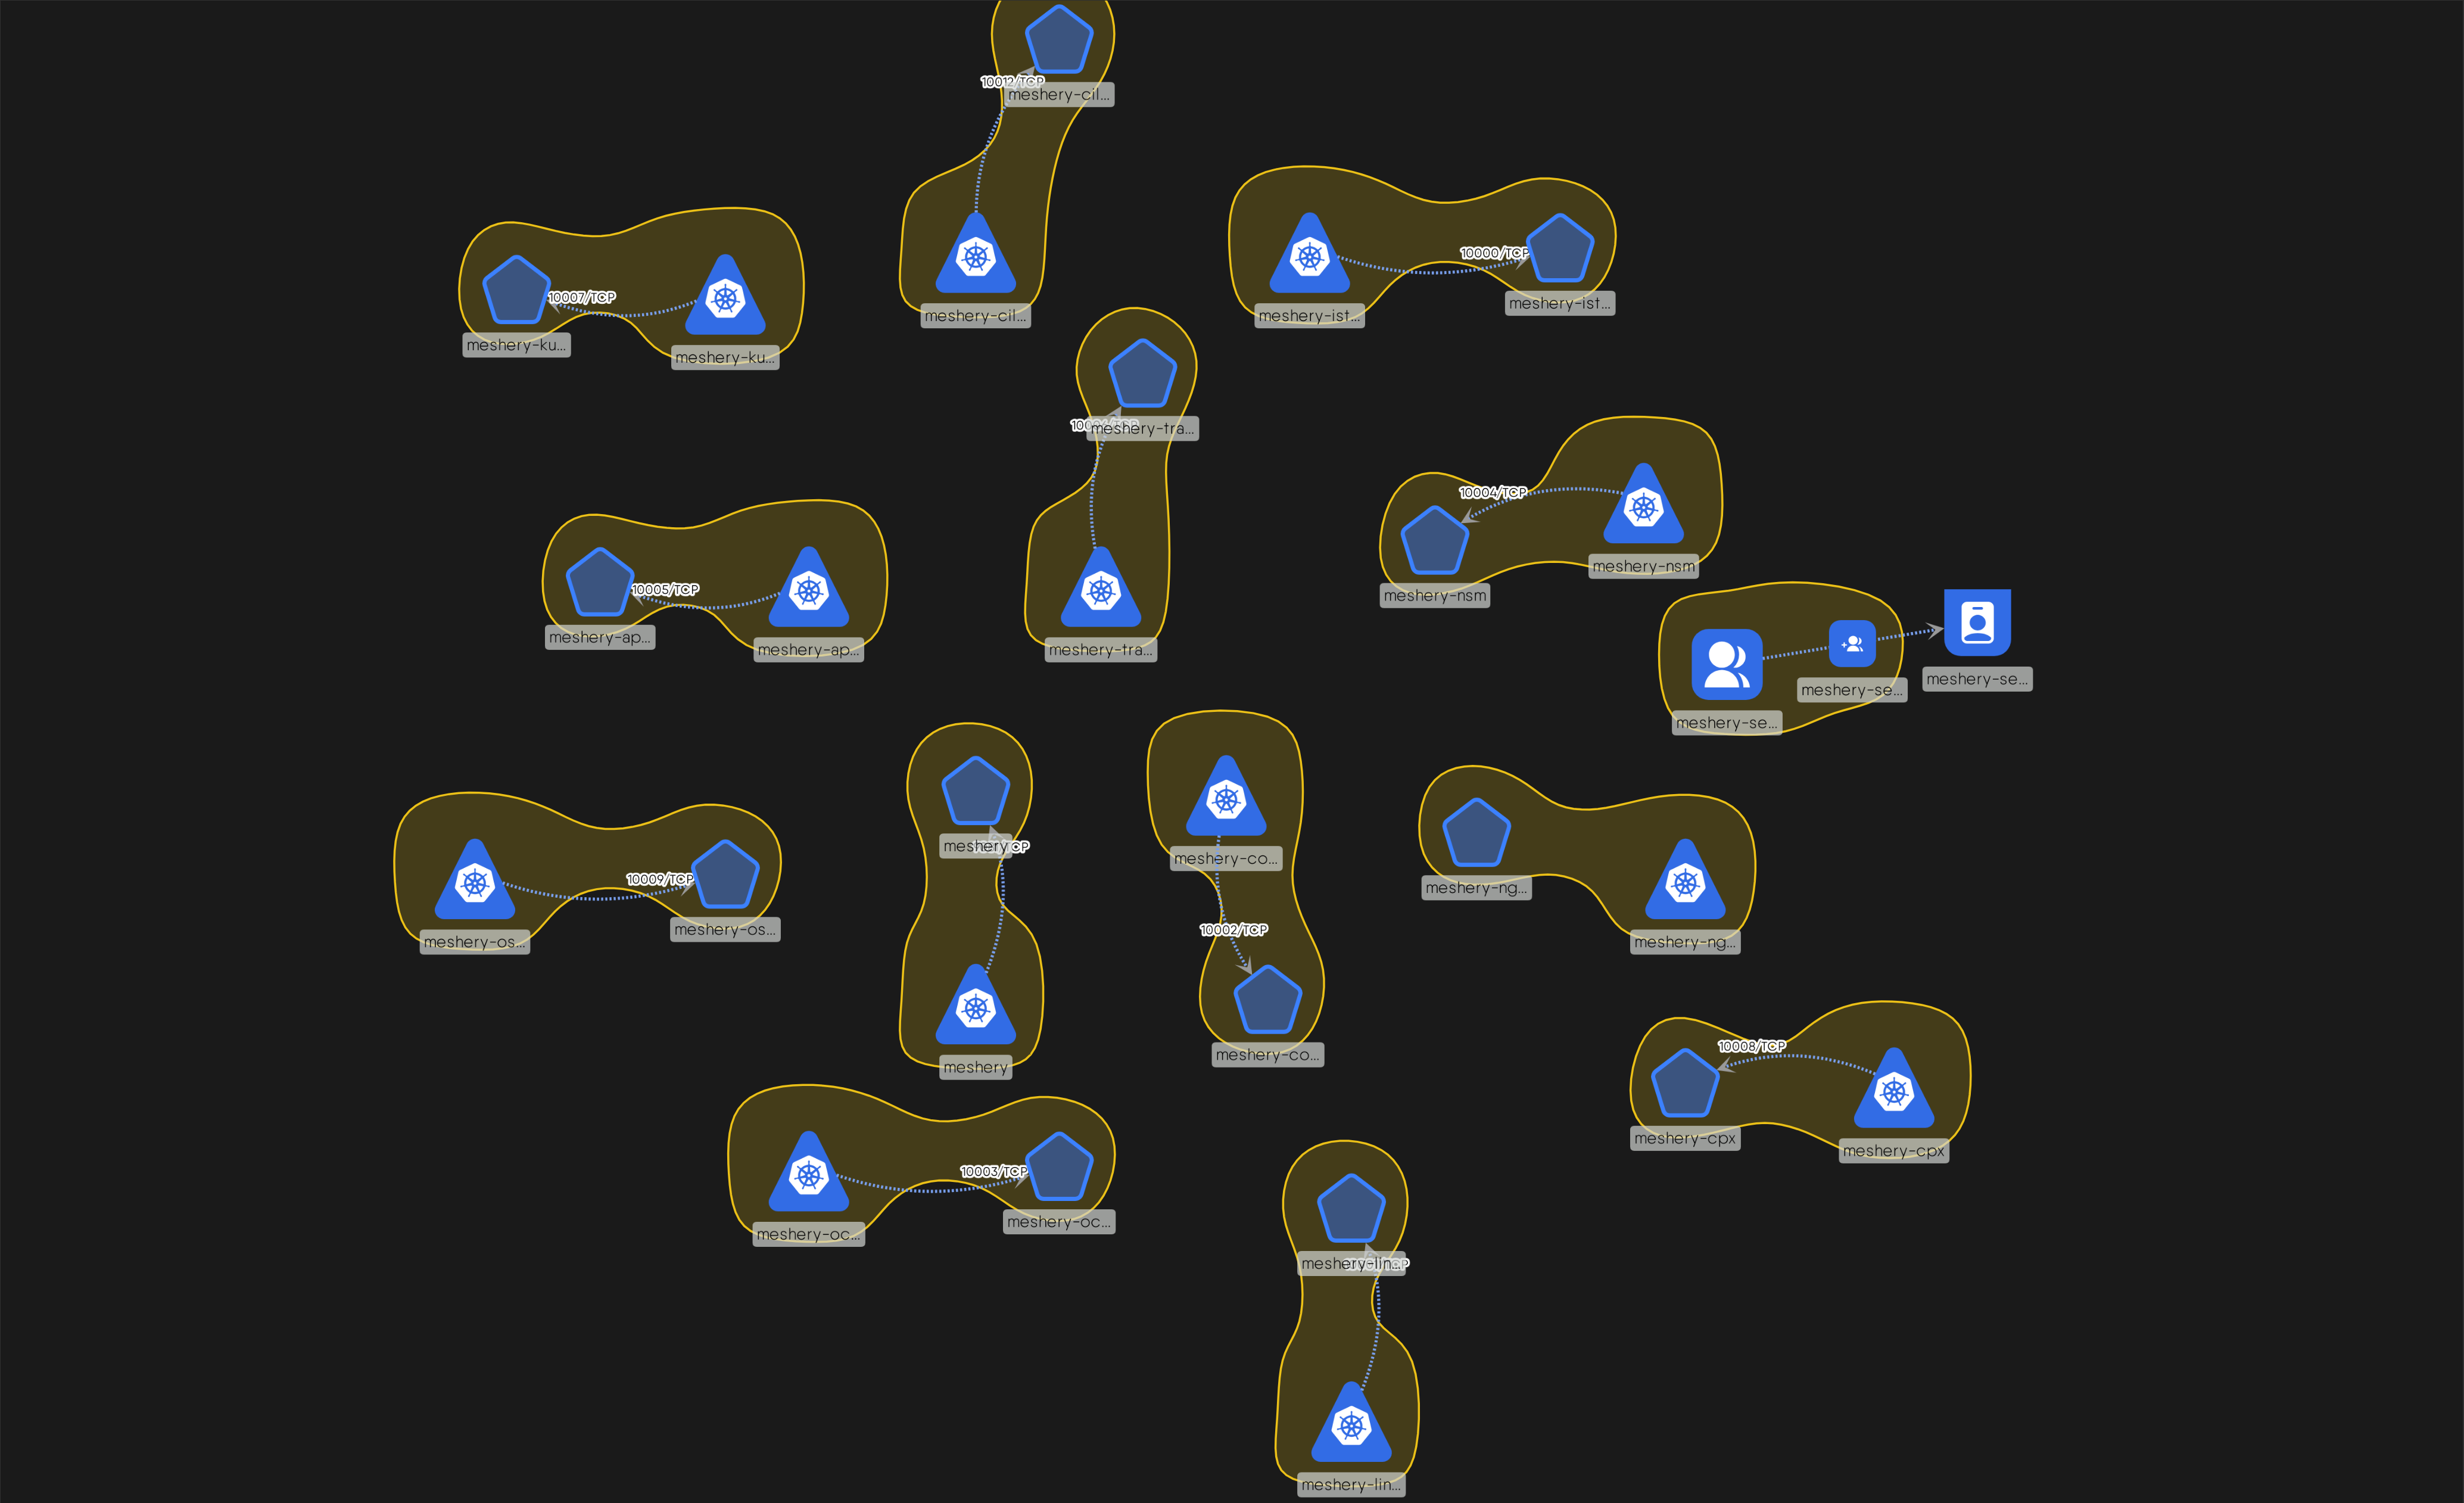 10012/TCP
meshery-cil...
meshery-cil...
10000/TCP
meshery-ist...
meshery-ist...
10007/TCP
meshery-ku...
meshery-ku...
meshery-tra...
meshery-tra...
10004/TCP
meshery-nsm
meshery-nsm
10005/TCP
meshery-ap...
meshery-ap...
meshery-se...
meshery-se...
meshery-se...
meshery
meshery
meshery-co...
10002/TCP
meshery-co...
meshery-ng...
meshery-ng...
10009/TCP
meshery-os...
meshery-os...
10008/TCP
meshery-cpx
meshery-cpx
10003/TCP
meshery-oc...
meshery-oc...
meshery-lin...
meshery-lin...